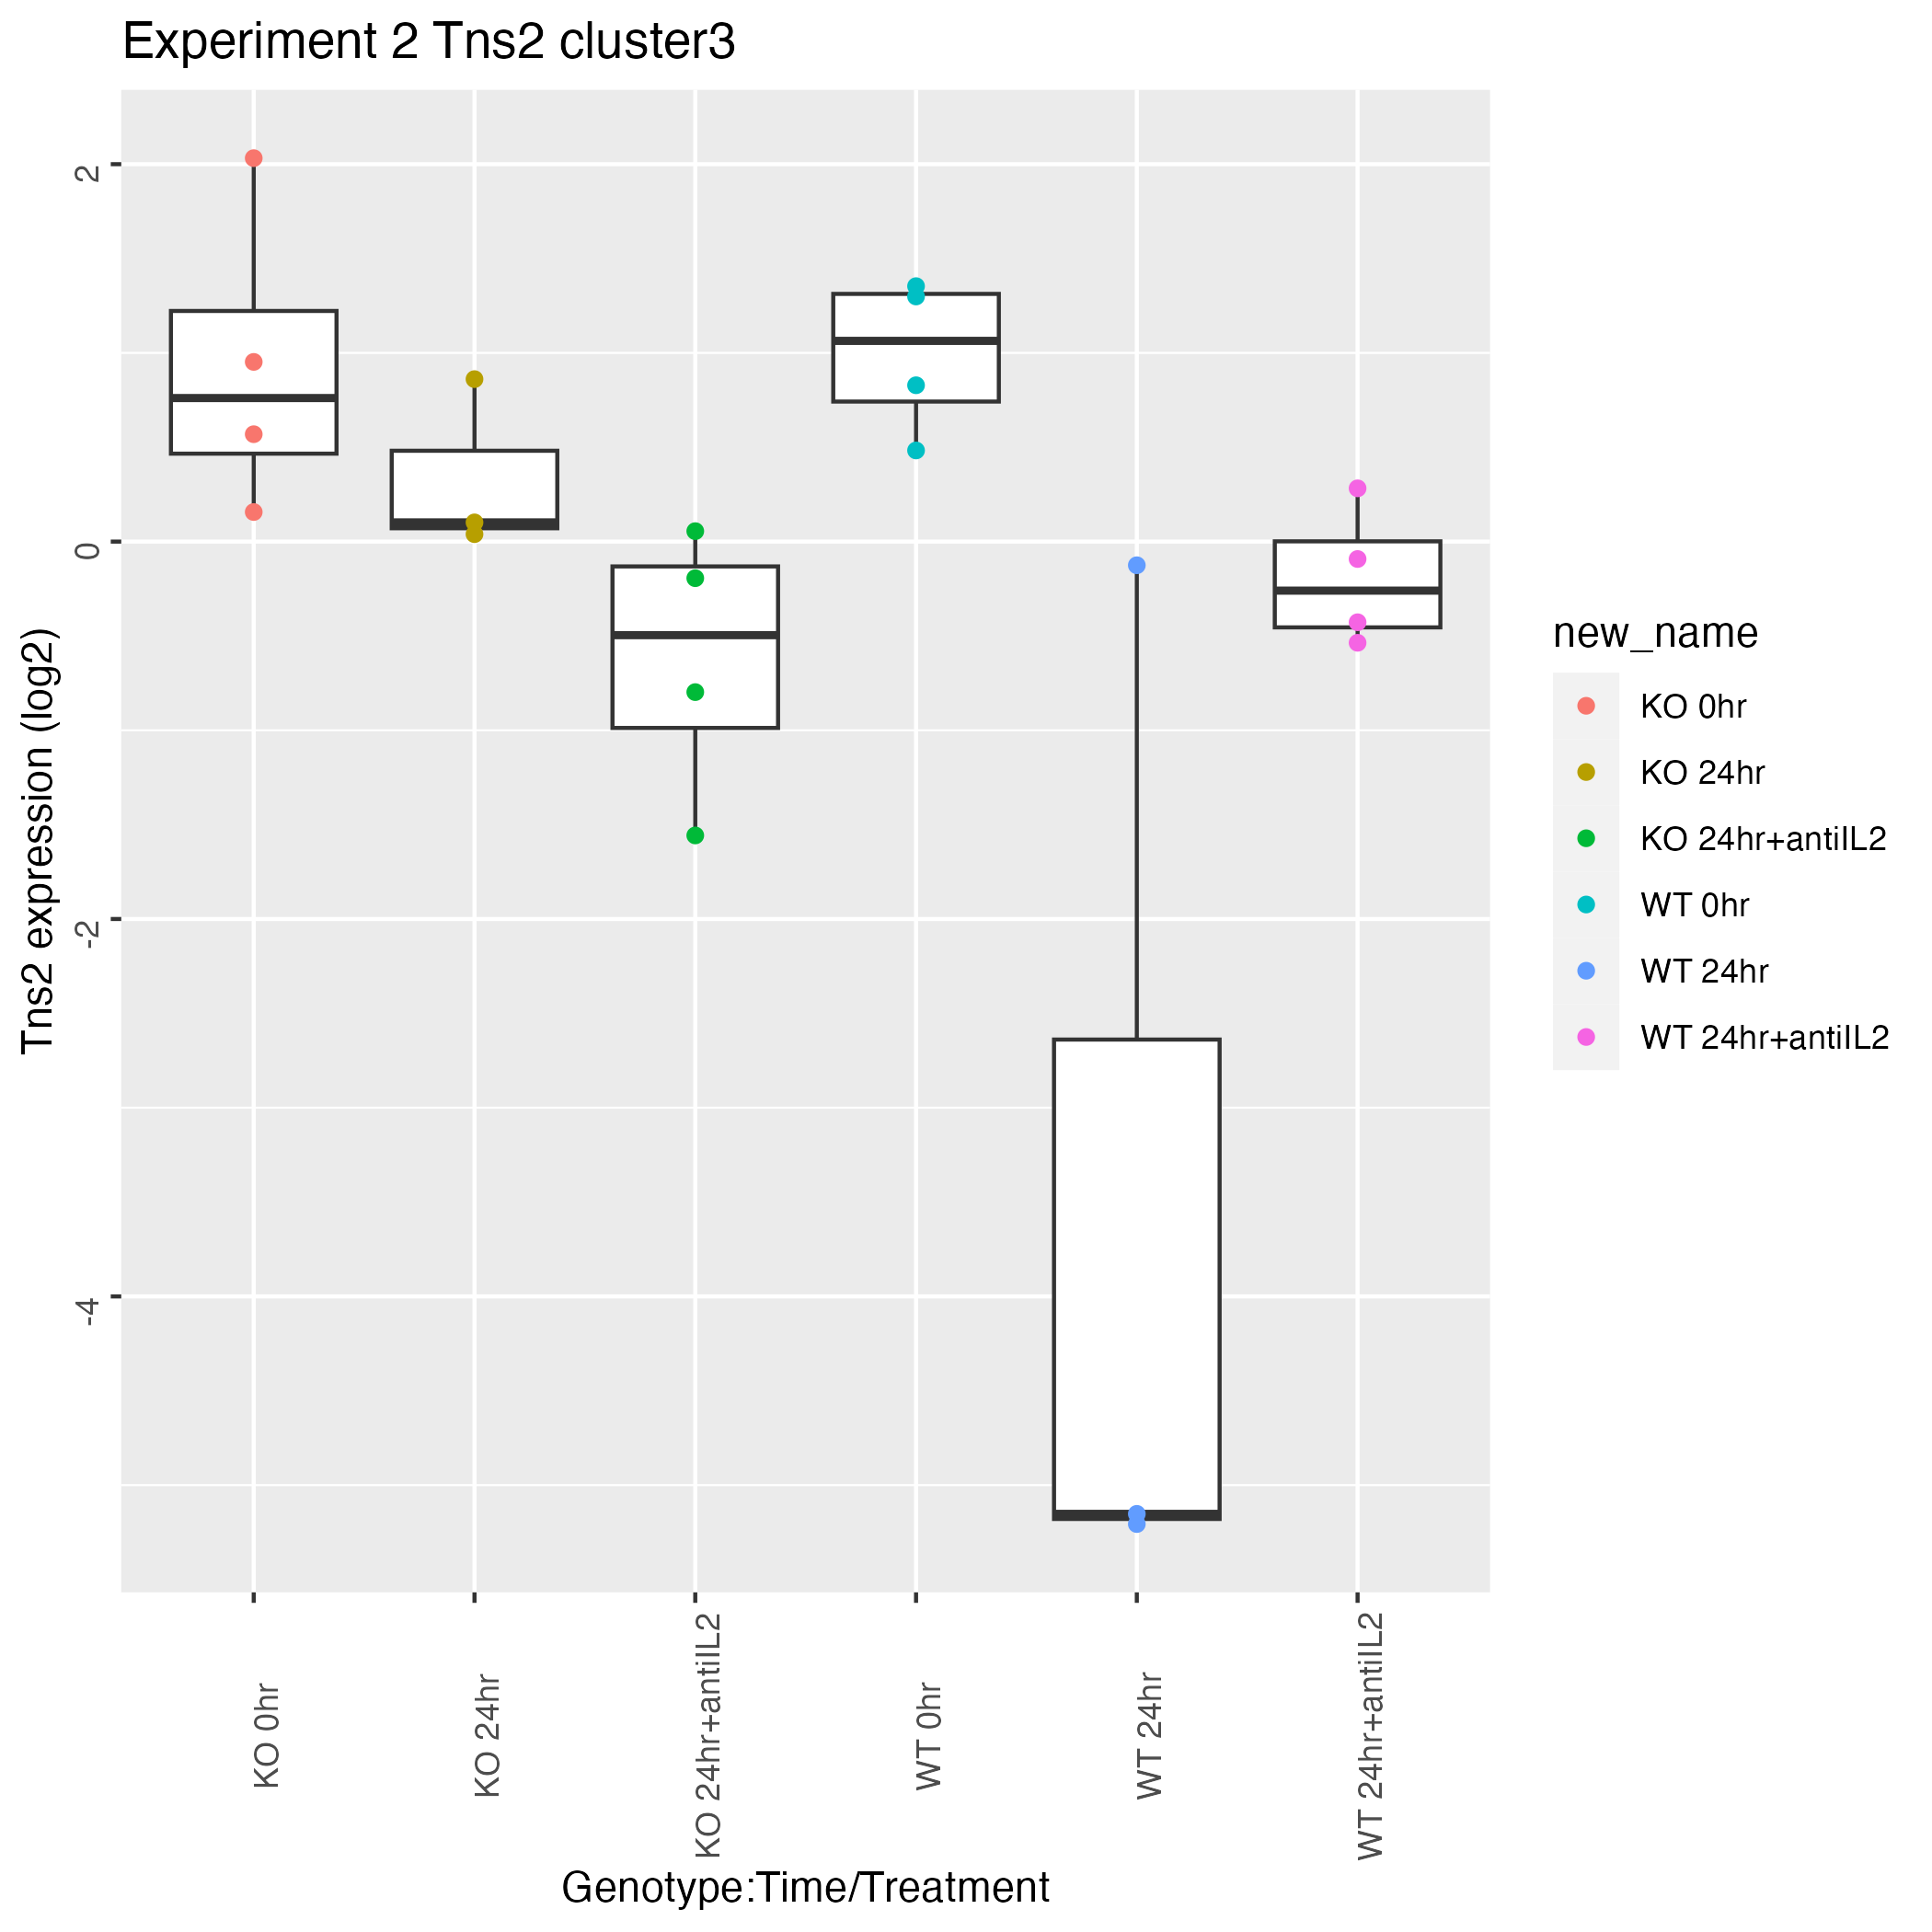 Experiment 2 Tns2 cluster3
Tns2 expression (log2)
2
0
-2
-4
KO 0hr
KO 24hr
KO 24hr+antiIL2
WT 0hr
WT 24hr
WT 24hr+antiIL2
Genotype:Time/Treatment
new_name
KO 0hr
KO 24hr
KO 24hr+antiIL2
WT 0hr
WT 24hr
WT 24hr+antiIL2